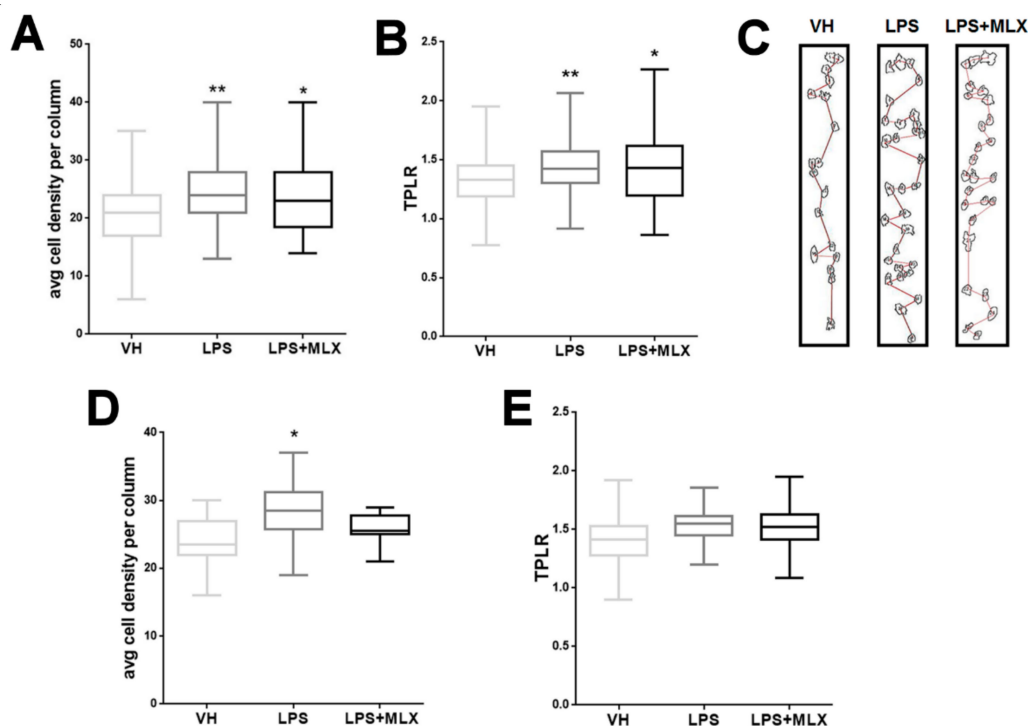 A
avg cell density per column
50
40
30
20
10
0
**
*
VH
LPS
LPS+MLX
B
TPLR
2.5
2.0
1.5
1.0
0.5
0.0
**
*
VH
LPS
LPS+MLX
C
VH
LPS
LPS+MLX
D
avg cell density per column
40
30
20
10
0
*
VH
LPS
LPS+MLX
E
TPLR
2.5
2.0
1.5
1.0
0.5
0.0
VH
LPS
LPS+MLX